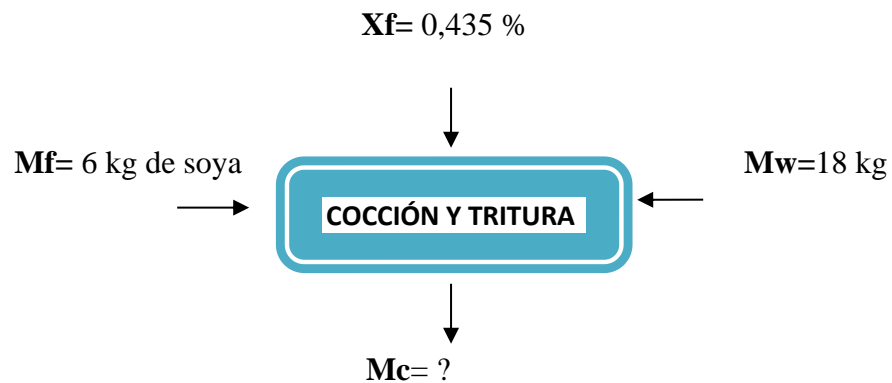 Xf= 0,435 %
Mf= 6 kg de soya
Mw=18 kg
COCCIÓN Y TRITURA
Mc= ?